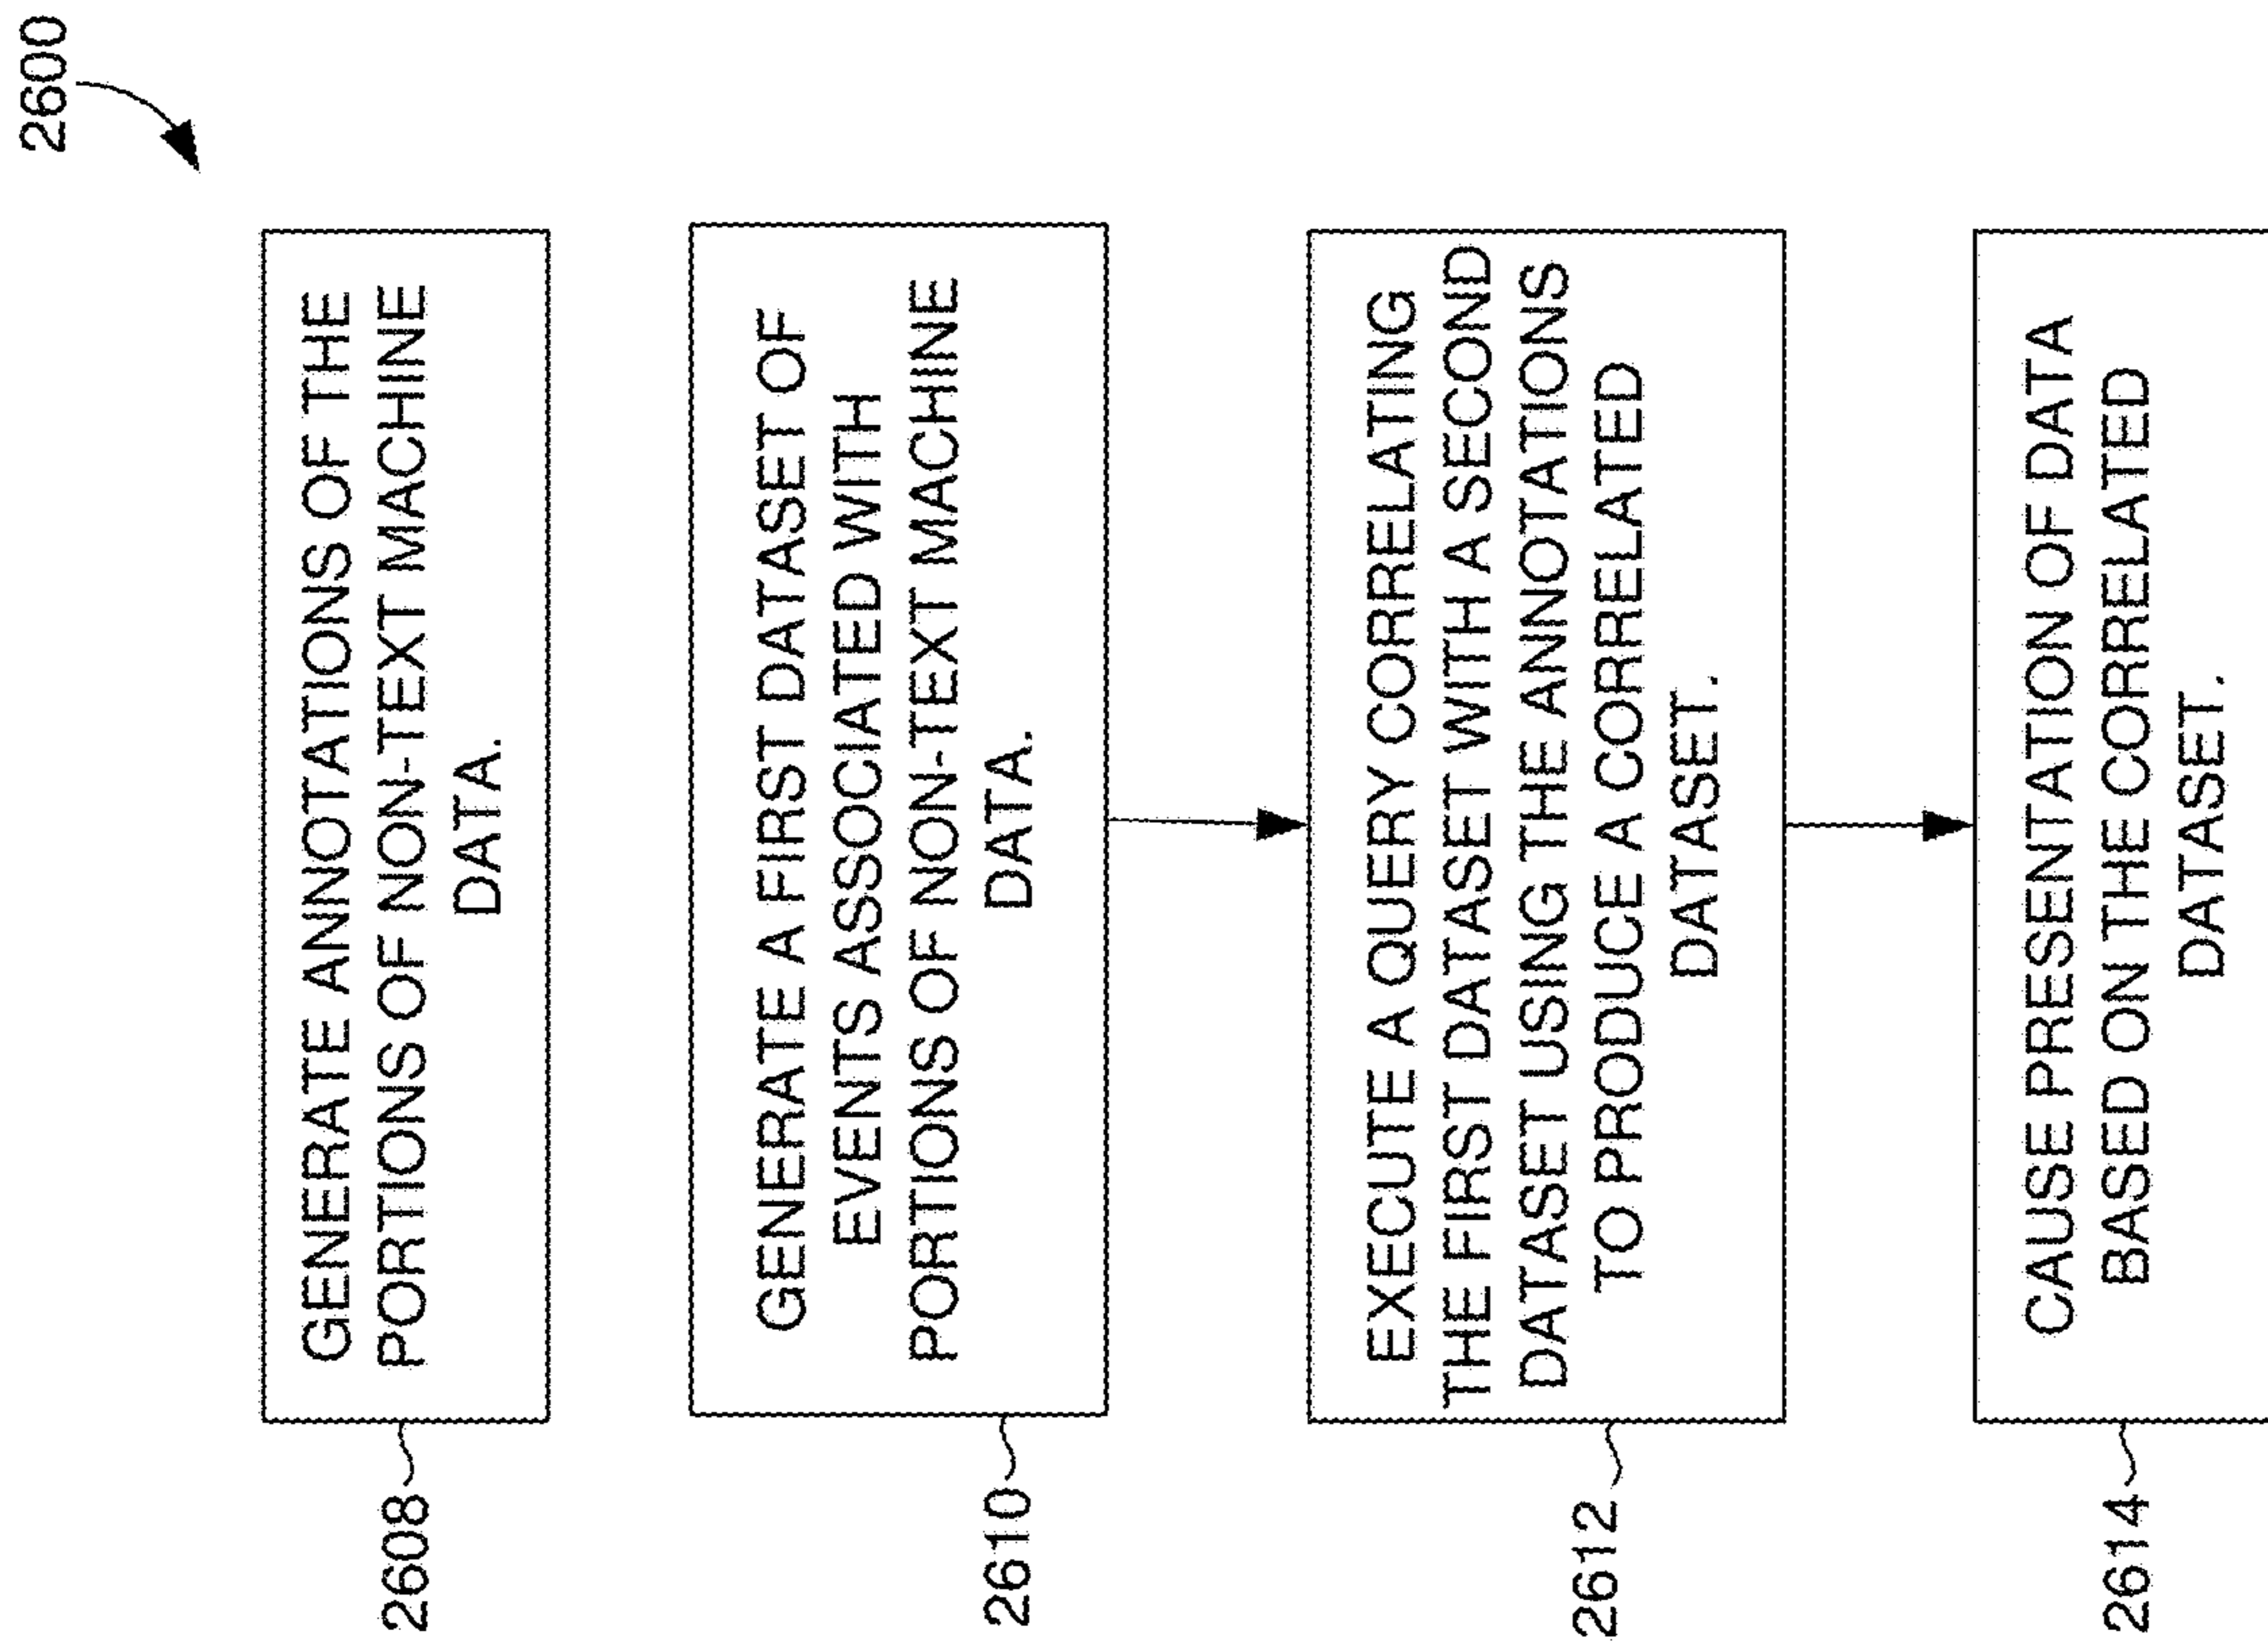 2600
2608
GENERATE ANNOTATIONS OF THE
PORTIONS OF NON-TEXT MACHINE
DATA.
2610
GENERATE A FIRST DATASET OF
EVENTS ASSOCIATED WITH
PORTIONS OF NON-TEXT MACHINE
DATA.
2612
EXECUTE A QUERY CORRELATING
THE FIRST DATASET WITH A SECOND
DATASET USING THE ANNOTATIONS
TO PRODUCE A CORRELATED
DATASET.
2614
CAUSE PRESENTATION OF DATA
BASED ON THE CORRELATED
DATASET.